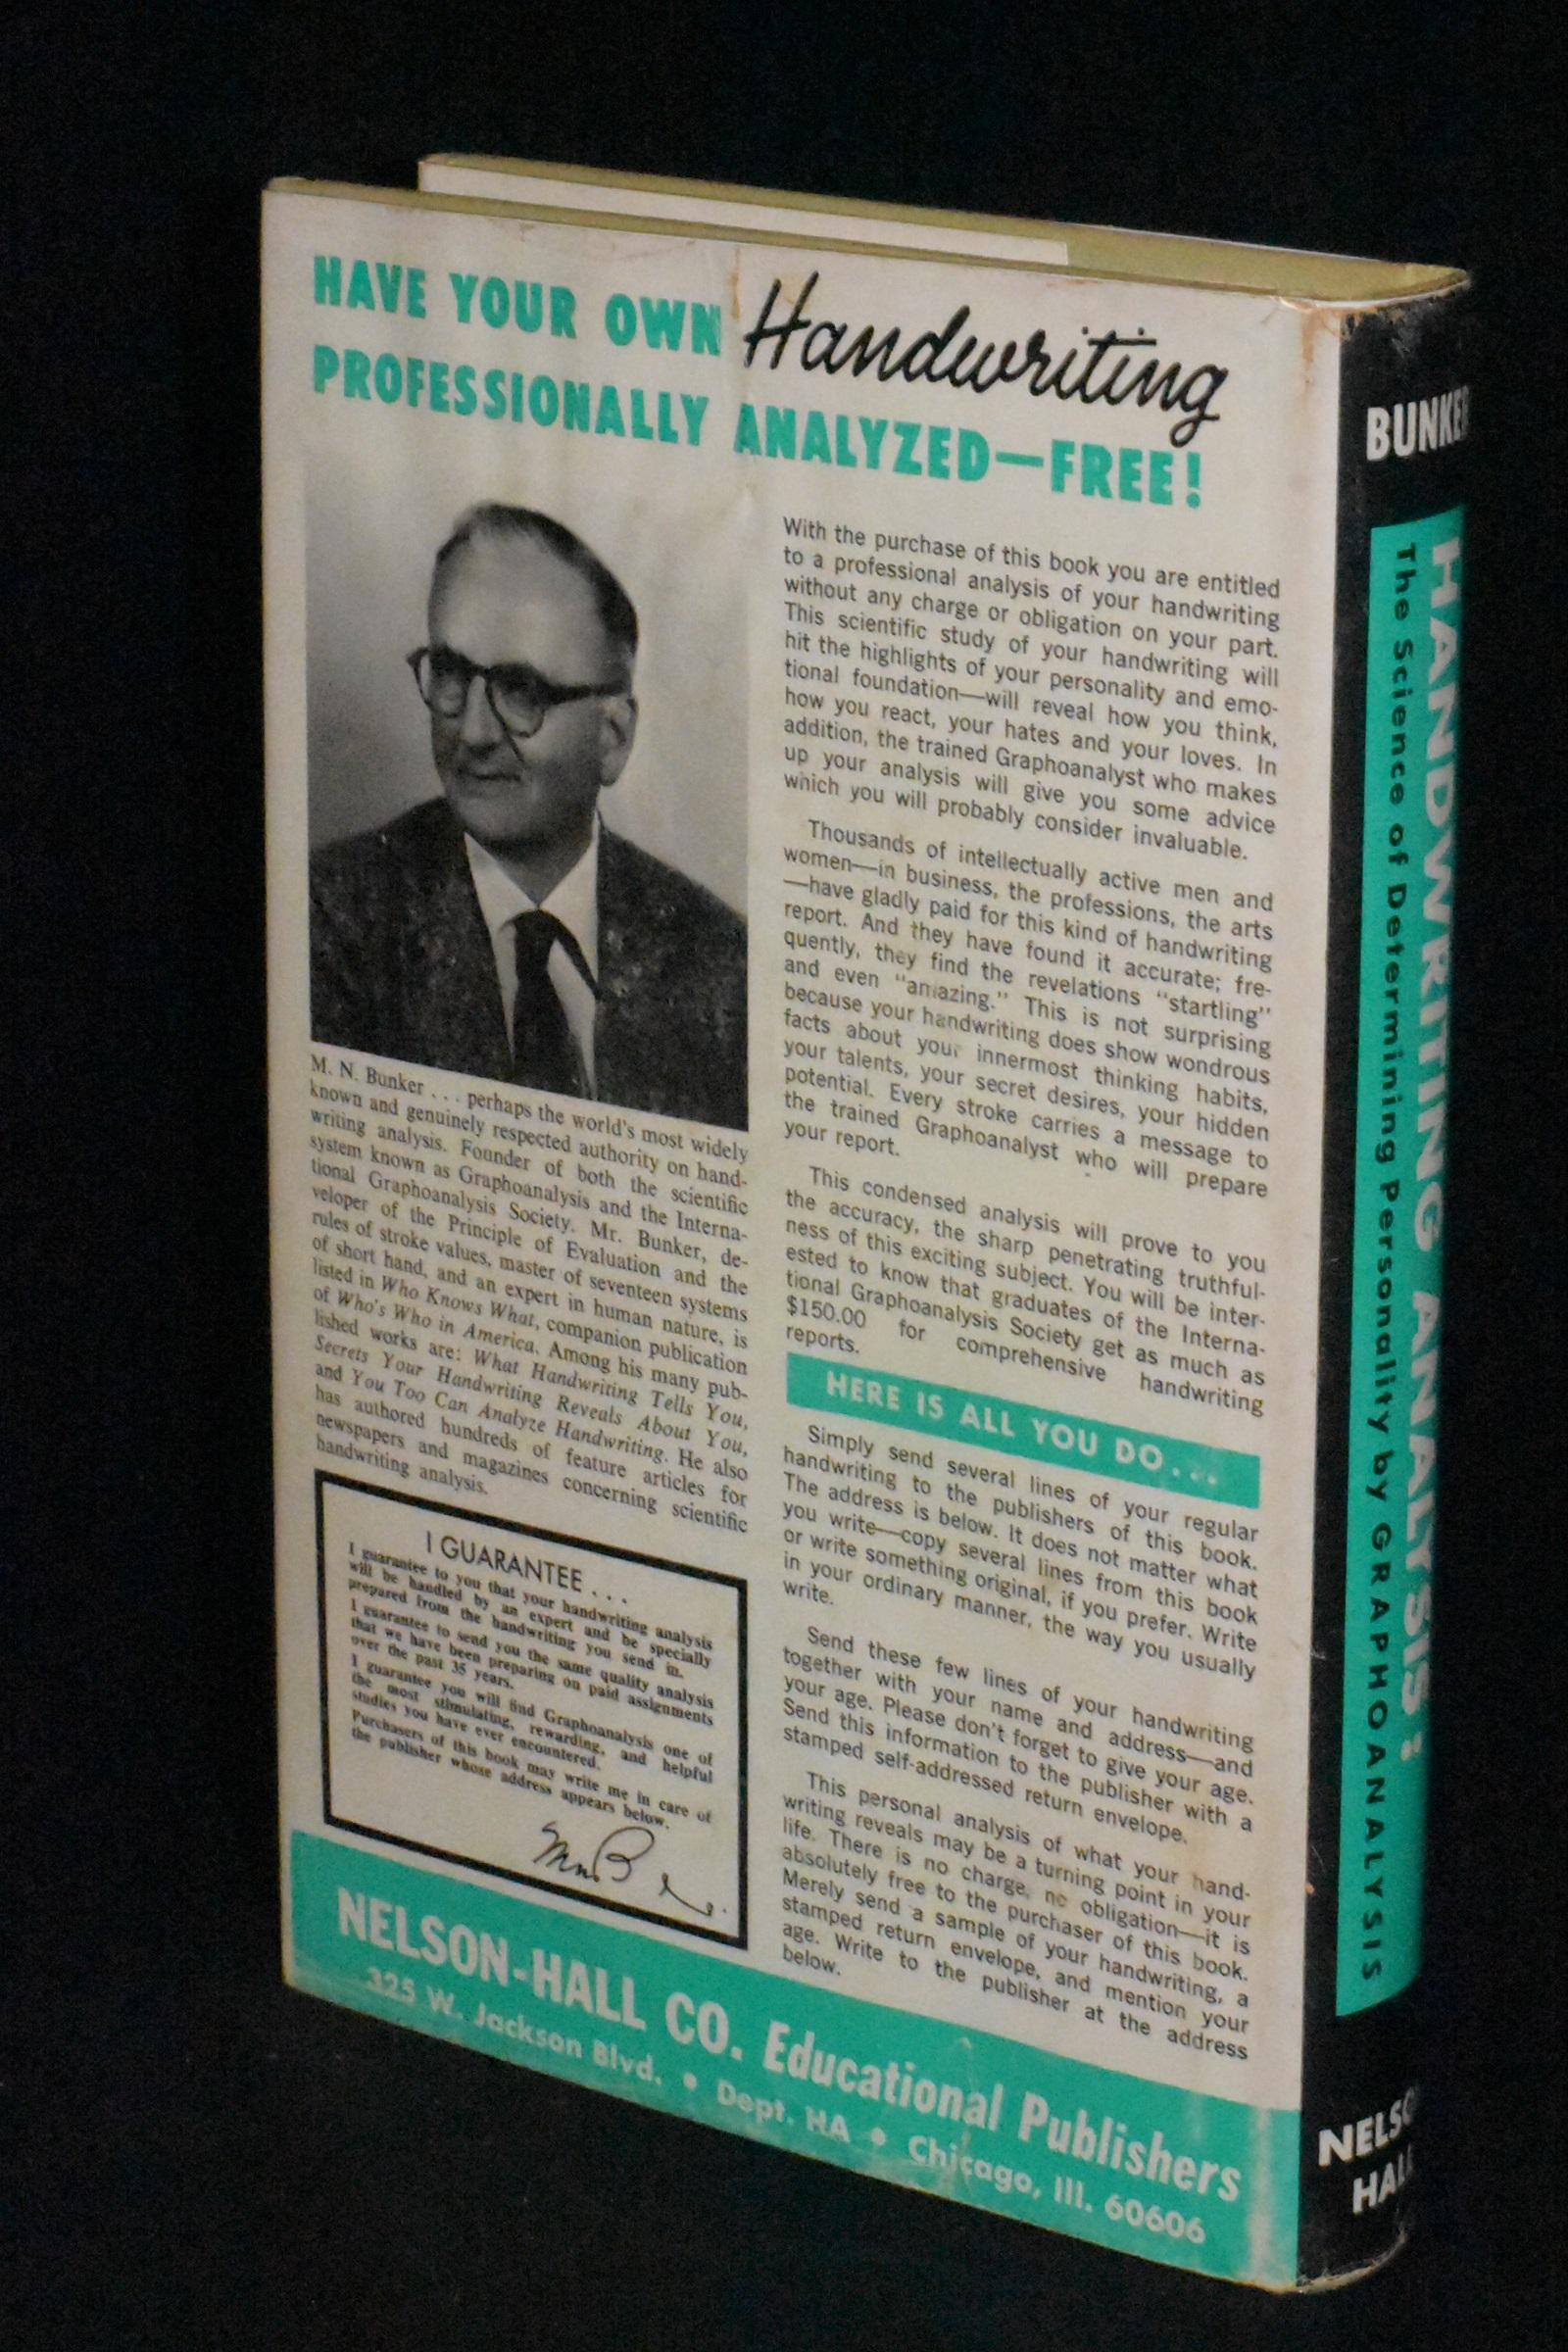 HAVE YOUR OWN Handwriting
PROFESSIONALLY ANALYZED—FREE!
M. N. Bunker . . . perhaps the world's most widely
known and genuinely respected authority on hand-
writing analysis. Founder of both the scientific
system known as Graphoanalysis and the Interna-
tional Graphoanalysis Society. Mr. Bunker, de-
veloper of the Principle of Evaluation and the
rules of stroke values, master of seventeen systems
of short hand, and an expert in human nature, is
listed in Who Knows What, companion publication
of Who's Who in America. Among his many pub-
lished works are: What Handwriting Tells You,
Secrets Your Handwriting Reveals About You,
and You Too Can Analyze Handwriting. He also
has authored hundreds of feature articles for
newspapers and magazines concerning scientific
handwriting analysis.
I GUARANTEE . . .
I guarantee to you that your handwriting analysis
will be handled by an expert and be specially
prepared from the handwriting you send in.
I guarantee to send you the same quality analysis
that we have been preparing on paid assignments
over the past 35 years.
I guarantee you will find Graphoanalysis one of
the most stimulating, rewarding, and helpful
studies you have ever encountered.
Purchasers of this book may write me in care of
the publisher whose address appears below.
With the purchase of this book you are entitled
to a professional analysis of your handwriting
without any charge or obligation on your part.
This scientific study of your handwriting will
hit the highlights of your personality and emo-
tional foundation—will reveal how you think,
how you react, your hates and your loves. In
addition, the trained Graphoanalyst who makes
up your analysis will give you some advice
which you will probably consider invaluable.
Thousands of intellectually active men and
women—in business, the professions, the arts
—have gladly paid for this kind of handwriting
report. And they have found it accurate; fre-
quently, they find the revelations "startling"
and even "amazing." This is not surprising
because your handwriting does show wondrous
facts about your innermost thinking habits,
your talents, your secret desires, your hidden
potential. Every stroke carries a message to
the trained Graphoanalyst who will prepare
your report.
This condensed analysis will prove to you
the accuracy, the sharp penetrating truthful-
ness of this exciting subject. You will be inter-
ested to know that graduates of the Interna-
tional Graphoanalysis Society get as much as
$150.00 for comprehensive handwriting
reports.
HERE IS ALL YOU DO . . .
Simply send several lines of your regular
handwriting to the publishers of this book.
The address is below. It does not matter what
you write—copy several lines from this book
or write something original, if you prefer. Write
in your ordinary manner, the way you usually
write.
Send these few lines of your handwriting
together with your name and address—and
your age. Please don't forget to give your age.
Send this information to the publisher with a
stamped self-addressed return envelope.
This personal analysis of what your hand-
writing reveals may be a turning point in your
life. There is no charge, no obligation—it is
absolutely free to the purchaser of this book.
Merely send a sample of your handwriting, a
stamped return envelope, and mention your
age. Write to the publisher at the address
below.
NELSON-HALL CO. Educational Publishers
325 W. Jackson Blvd. • Dept. HA • Chicago, Ill. 60606
BUNKER
HANDWRITING ANALYSIS:
The Science of Determining Personality by GRAPHOANALYSIS
NELSON
HALL